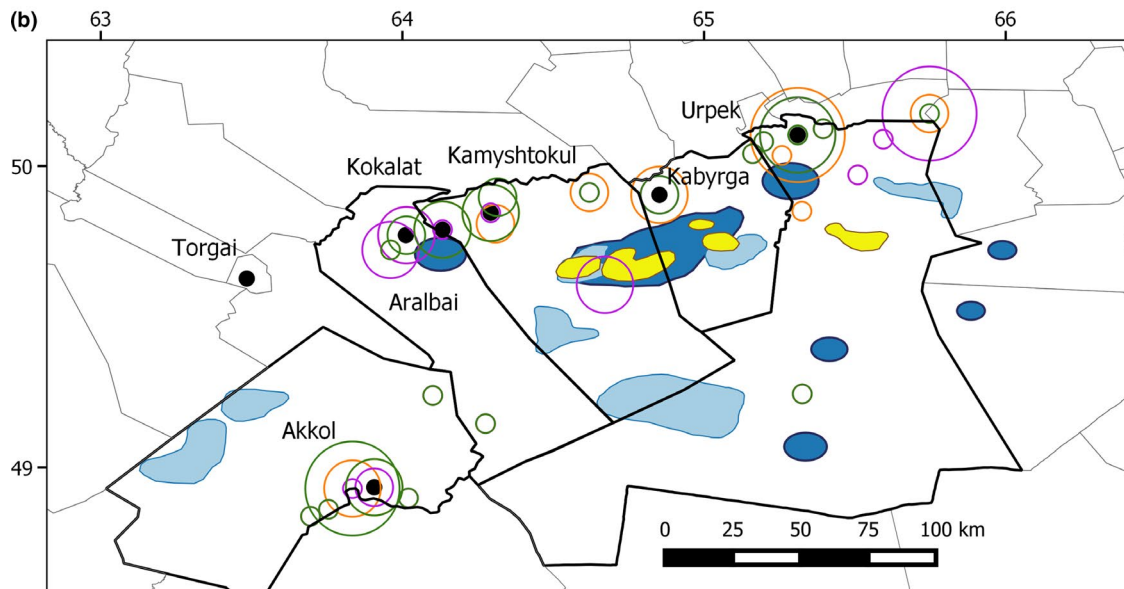 (b)
63 64 65 66
Urpek
50
Kokalat
Kamyshtokul
Kabyrga
Torgai
Aralbai
Akkol
49
0 25 50 75 100 km